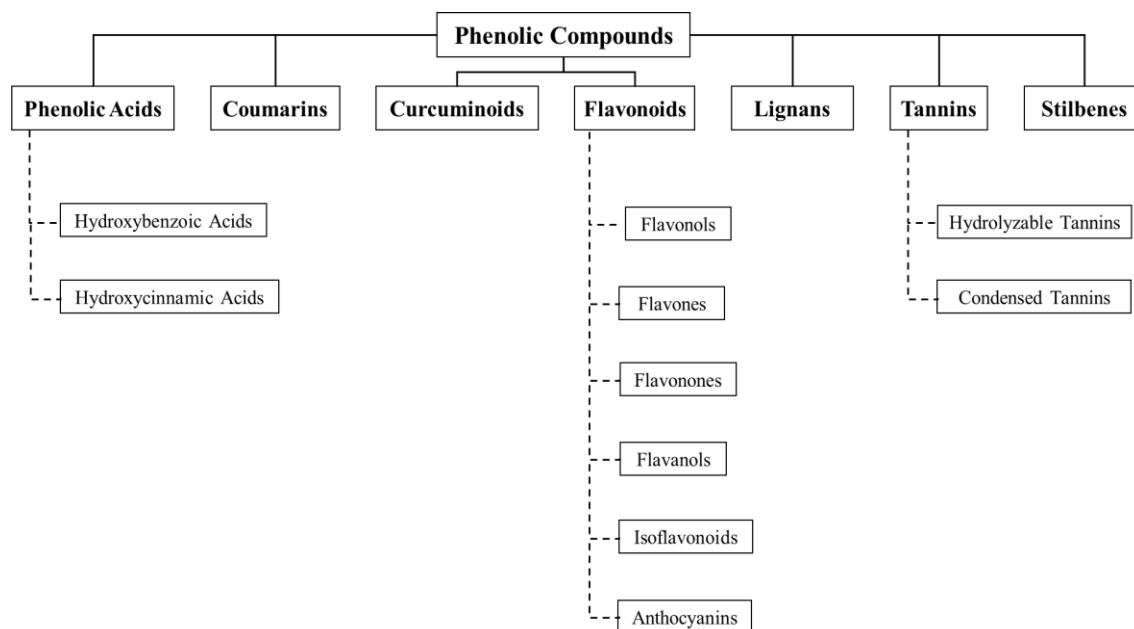 Phenolic Compounds
Phenolic Acids
Coumarins
Curcuminoids
Flavonoids
Lignans
Tannins
Stilbenes
Hydroxybenzoic Acids
Hydroxycinnamic Acids
Flavonols
Flavones
Flavonones
Flavanols
Isoflavonoids
Anthocyanins
Hydrolyzable Tannins
Condensed Tannins